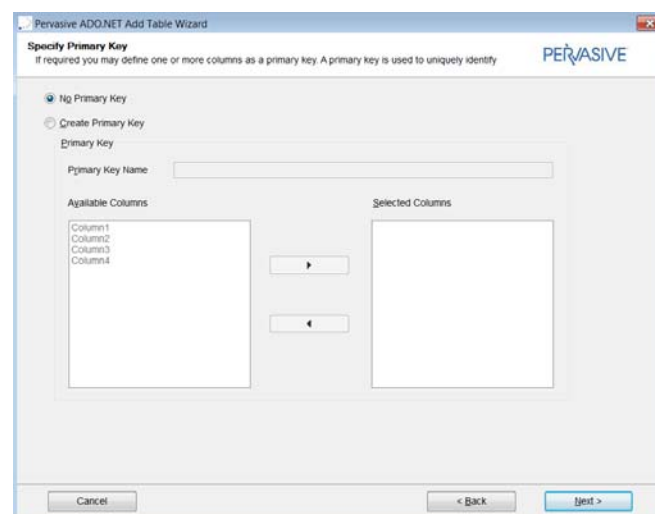 Pervasive ADO.NET Add Table Wizard
Specify Primary Key
If required you may define one or more columns as a primary key. A primary key is used to uniquely identify
PERVASIVE
No Primary Key
Create Primary Key
Primary Key
Primary Key Name
Available Columns
Selected Columns
Column1
Column2
Column3
Column4
Cancel
< Back
Next >